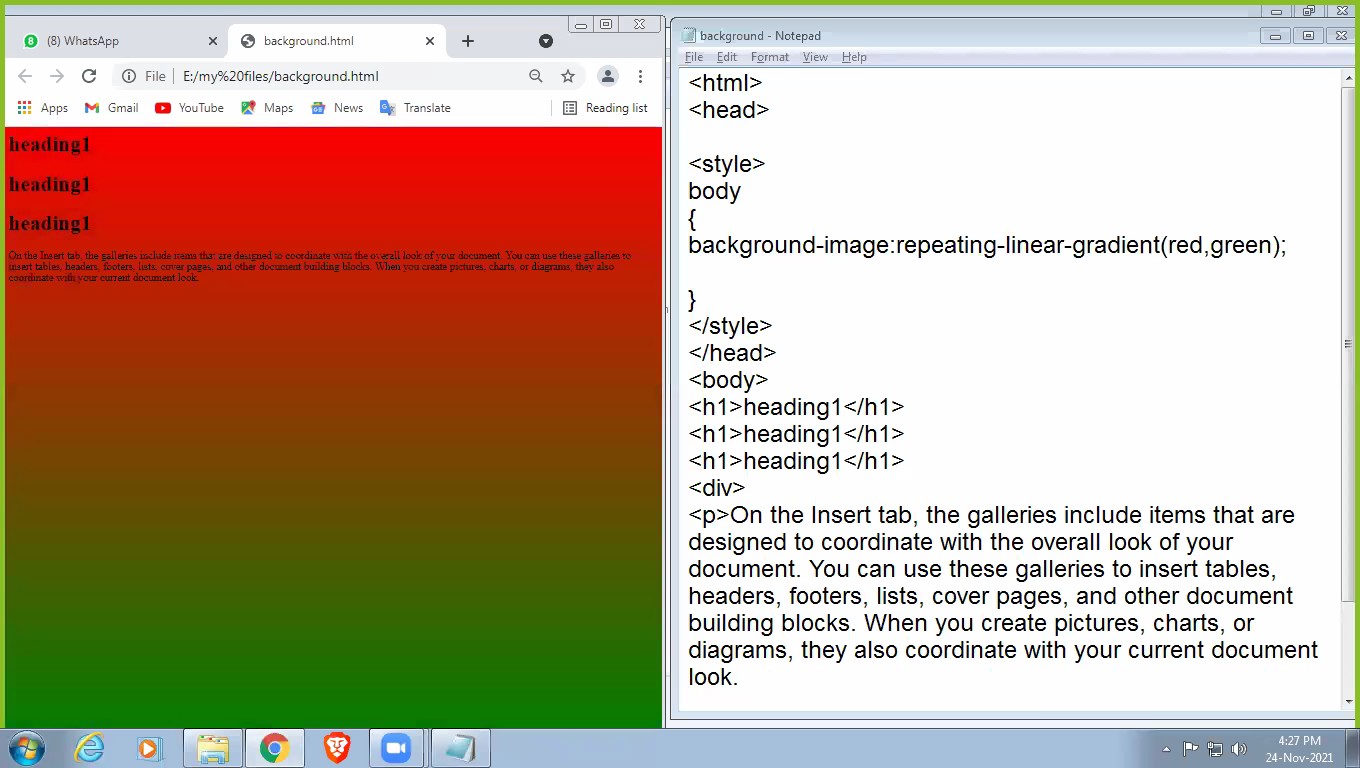 (8) WhatsApp
background.html
File
E:/my%20files/background.html
Apps
Gmail
YouTube
Maps
News
Translate
Reading list
heading1
heading1
heading1
On the Insert tab, the galleries include items that are designed to coordinate with the overall look of your document. You can use these galleries to
insert tables, headers, footers, lists, cover pages, and other document building blocks. When you create pictures, charts, or diagrams, they also
coordinate with your current document look.
background - Notepad
File Edit Format View Help
<html>
<head>
<style>
body
{
background-image:repeating-linear-gradient(red,green);
}
</style>
</head>
<body>
<h1>heading1</h1>
<h1>heading1</h1>
<h1>heading1</h1>
<div>
<p>On the Insert tab, the galleries include items that are
designed to coordinate with the overall look of your
document. You can use these galleries to insert tables,
headers, footers, lists, cover pages, and other document
building blocks. When you create pictures, charts, or
diagrams, they also coordinate with your current document
look.
4:27 PM
24-Nov-2021